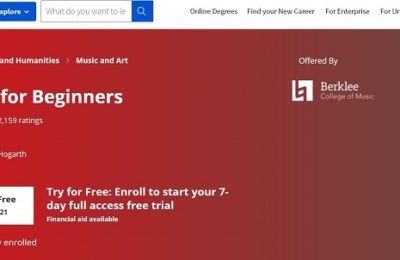 xplore
What do you want to le
Online Degrees
Find your New Career
For Enterprise
For Un
and Humanities > Music and Art
Offered By
Berklee
College of Music
for Beginners
2,159 ratings
Hogarth
Free
21
Try for Free: Enroll to start your 7-
day full access free trial
Financial aid available
y enrolled